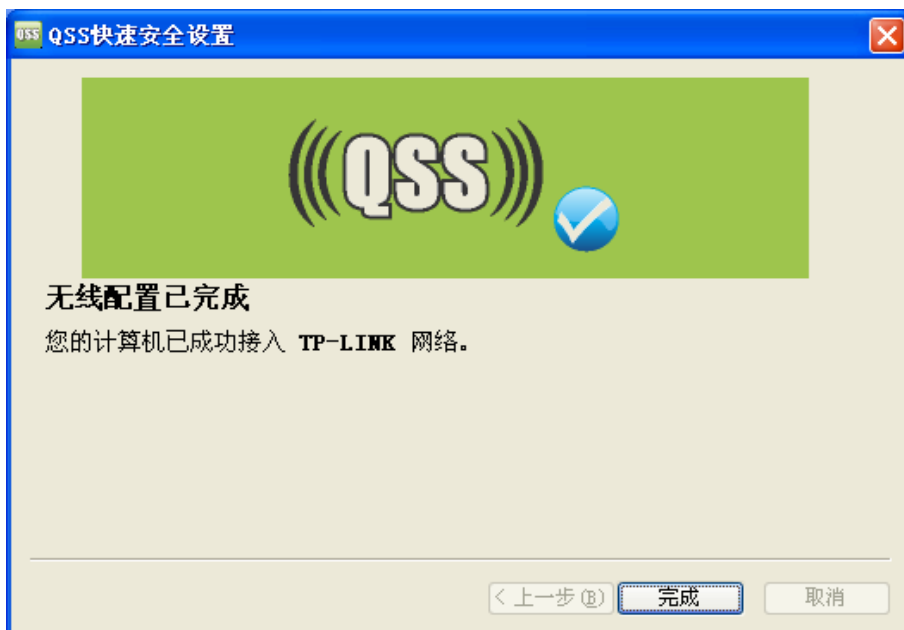 QSS QSS快速安全设置
(((QSS)))
无线配置已完成
您的计算机已成功接入 TP-LINK 网络。
< 上一步(B) 完成 取消